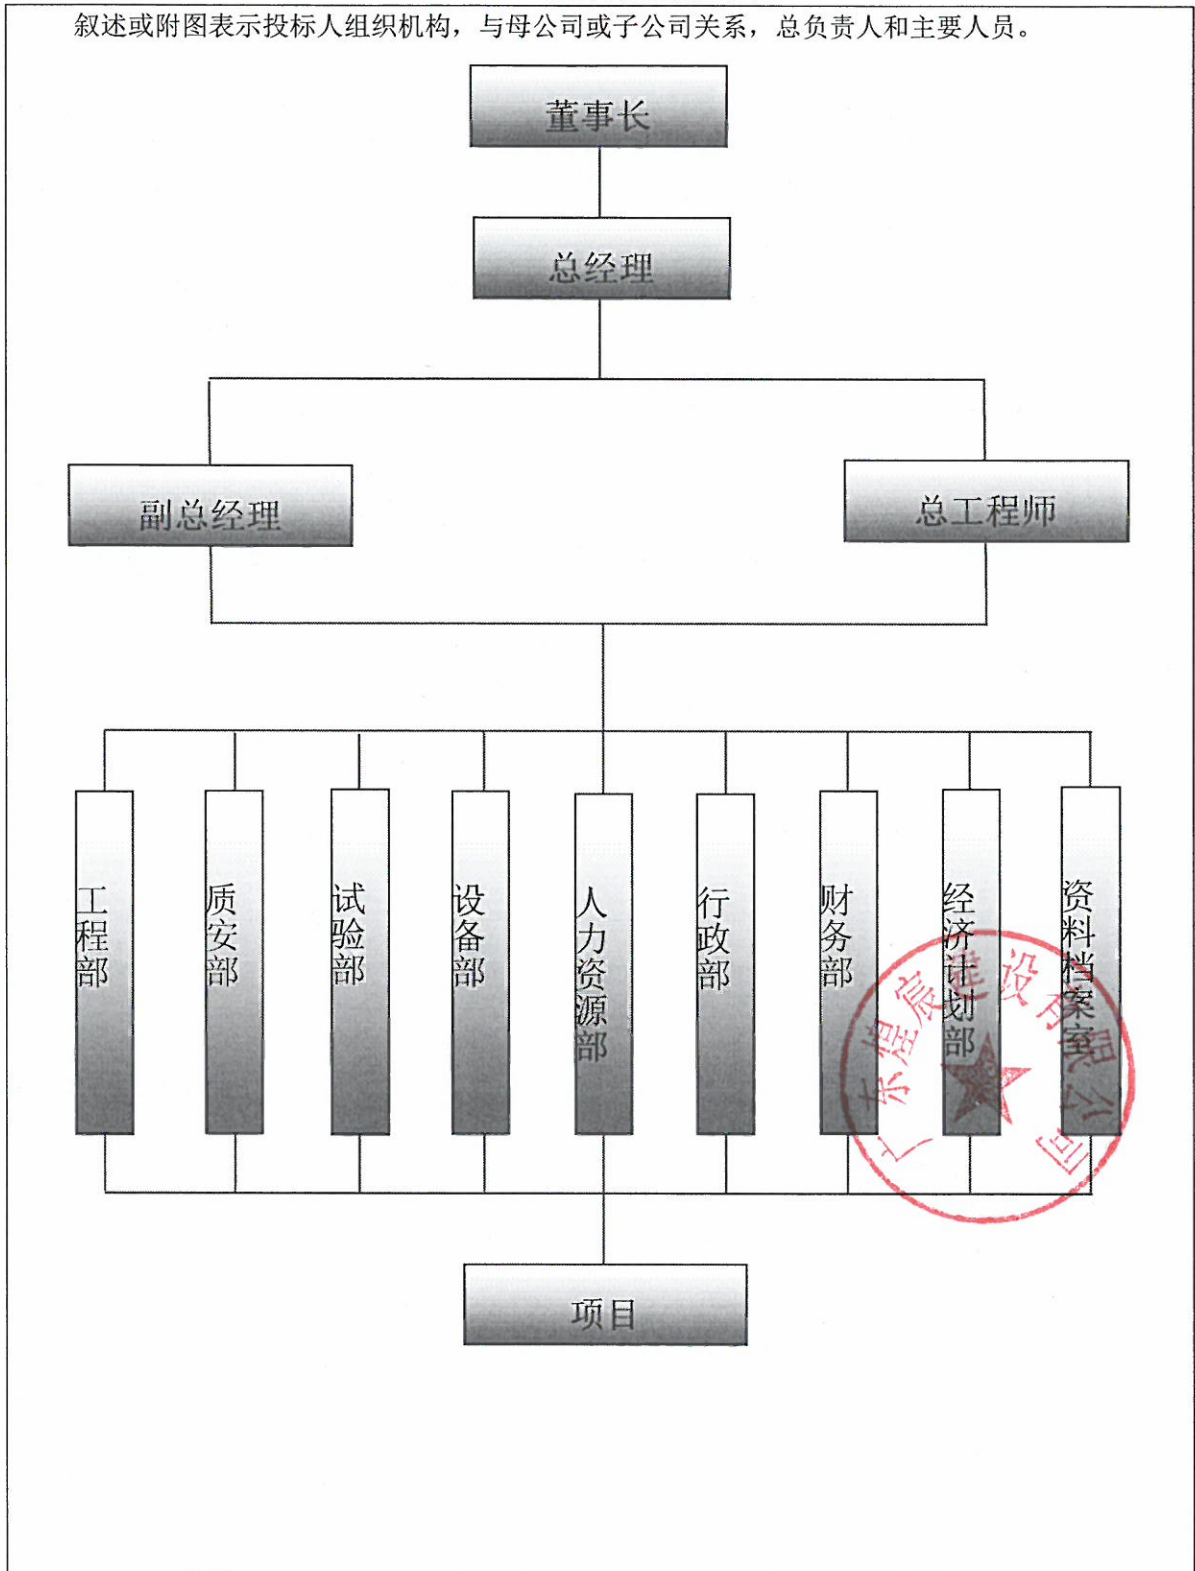 叙述或附图表示投标人组织机构，与母公司或子公司关系，总负责人和主要人员。
董事长
总经理
副总经理
总工程师
工程部
质安部
试验部
设备部
人力资源部
行政部
财务部
经济计划部
资料档案室
广东煌宸建设有限公司
项目